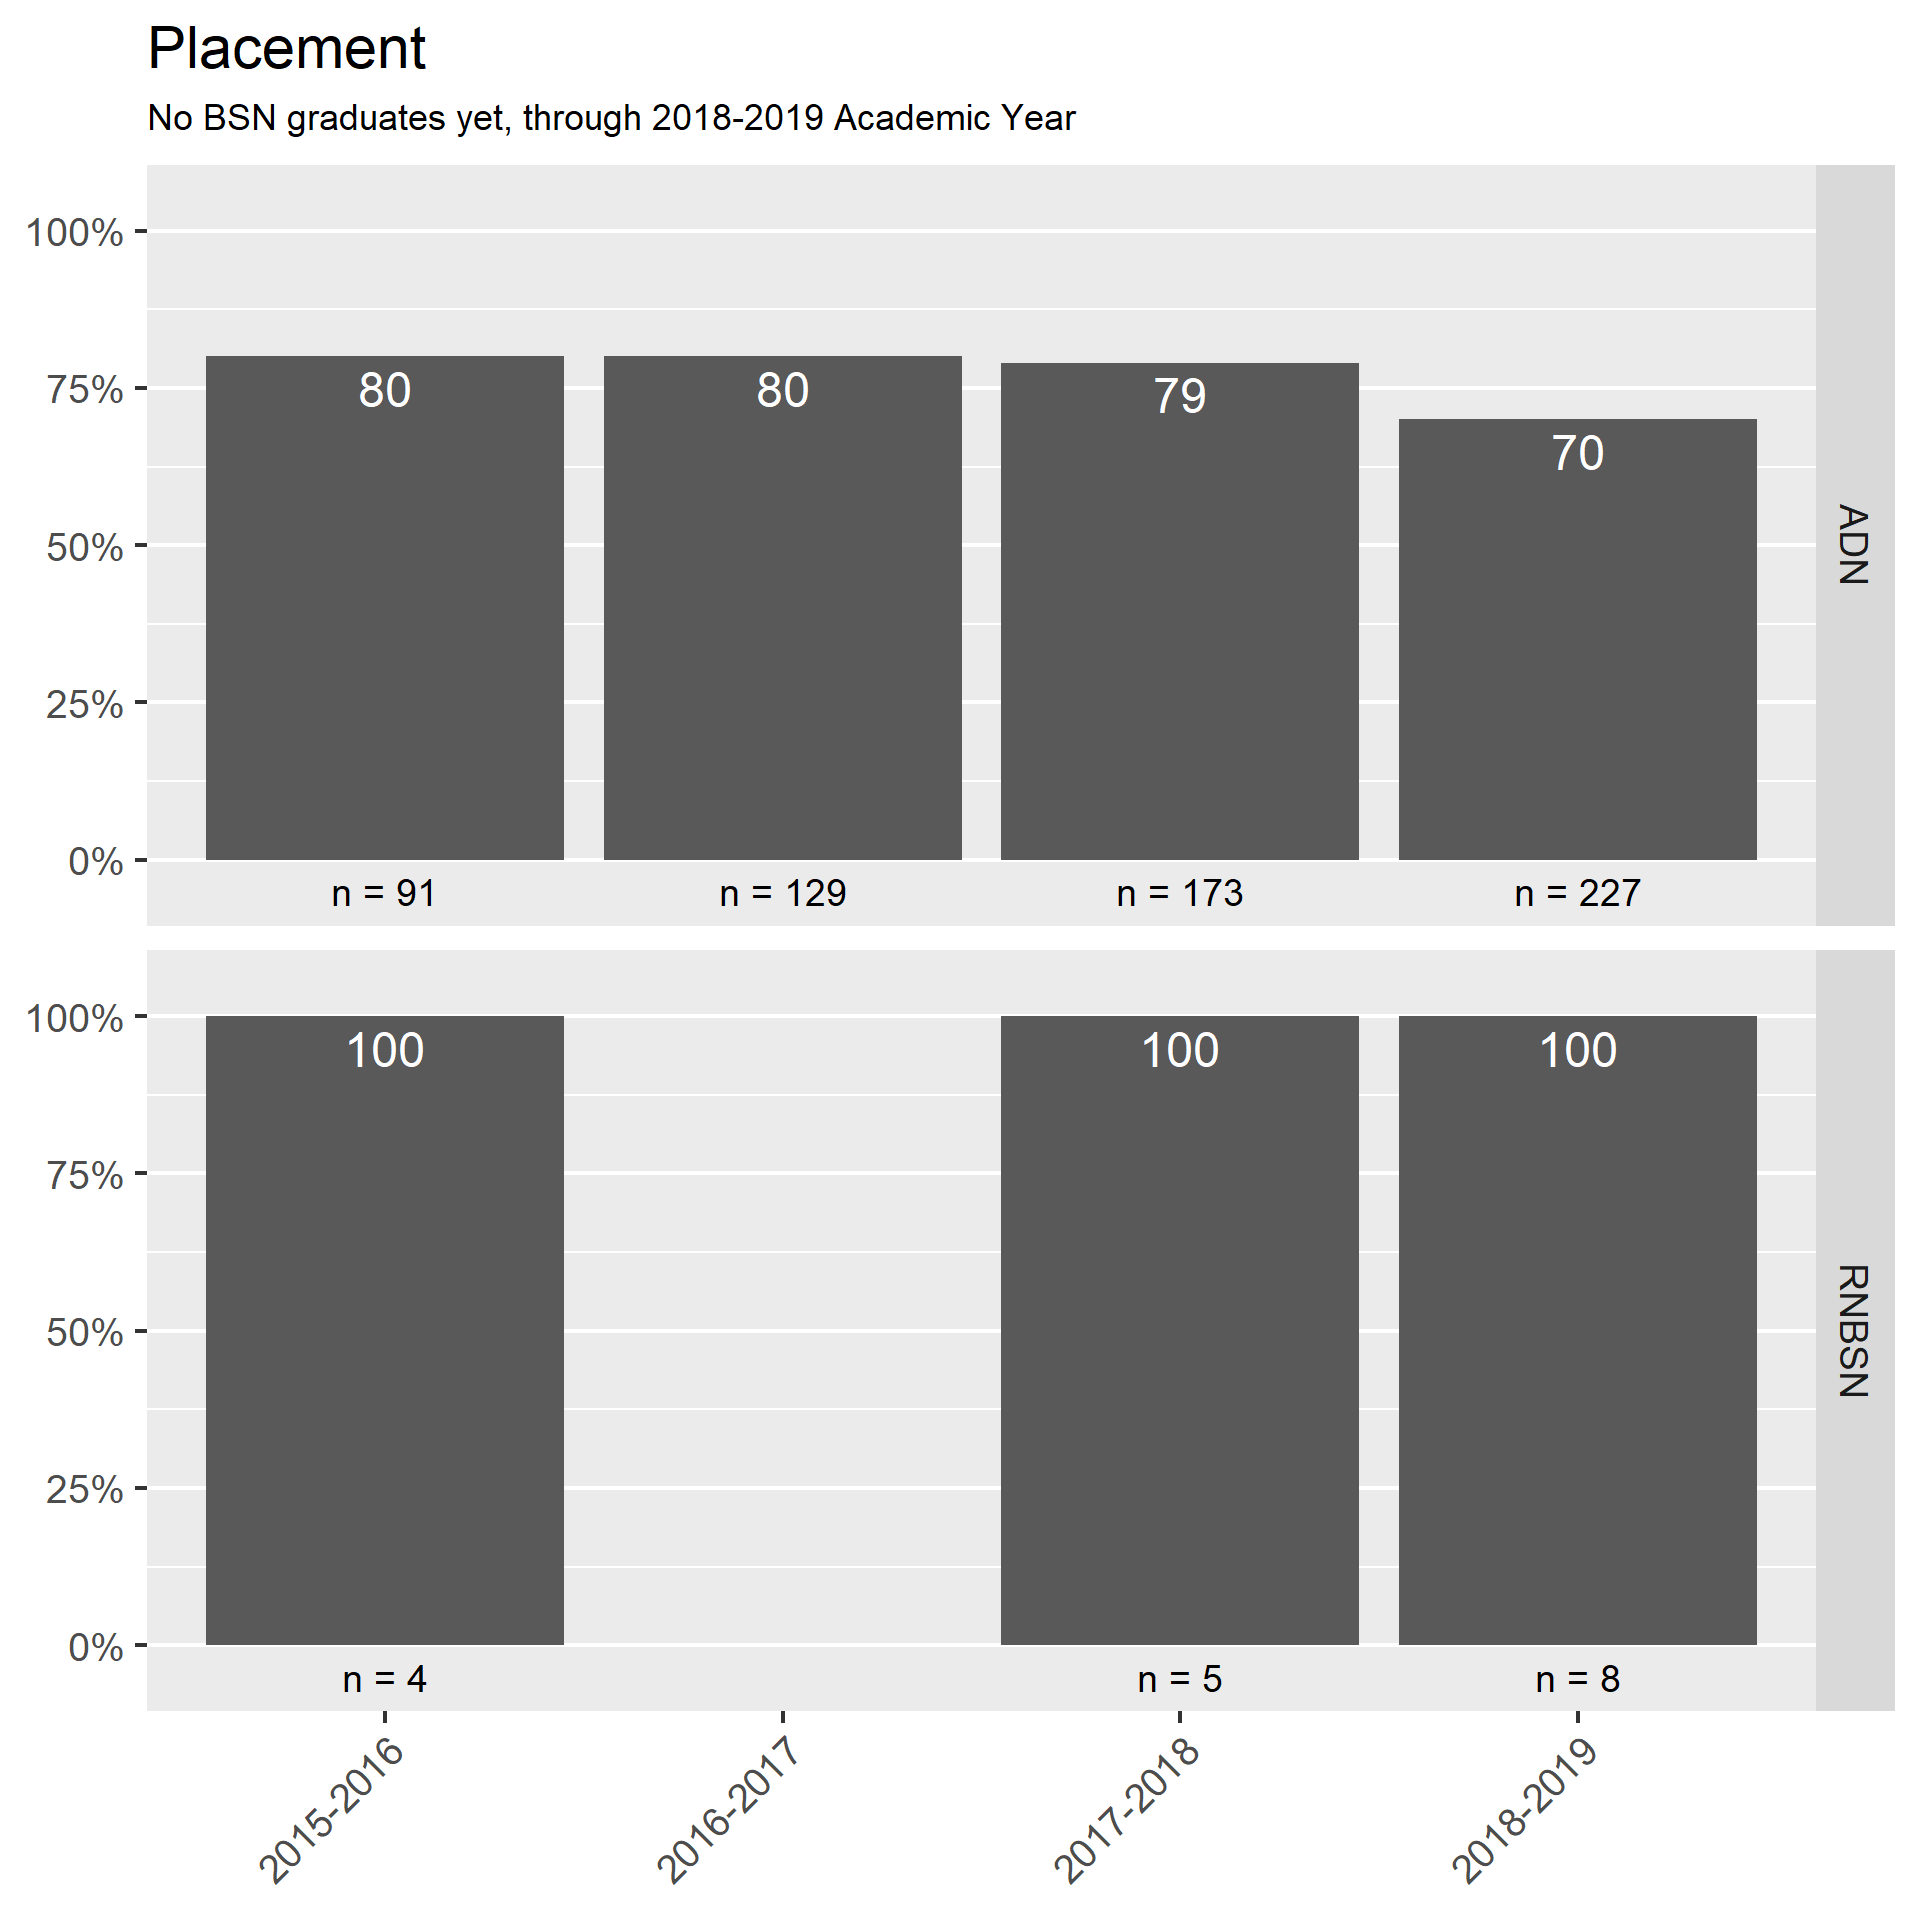 Placement
No BSN graduates yet, through 2018-2019 Academic Year
100%
75%
50%
25%
0%
80
80
79
70
n = 91
n = 129
n = 173
n = 227
ADN
100%
75%
50%
25%
0%
100
100
100
n = 4
n = 5
n = 8
RNBSN
2015-2016
2016-2017
2017-2018
2018-2019